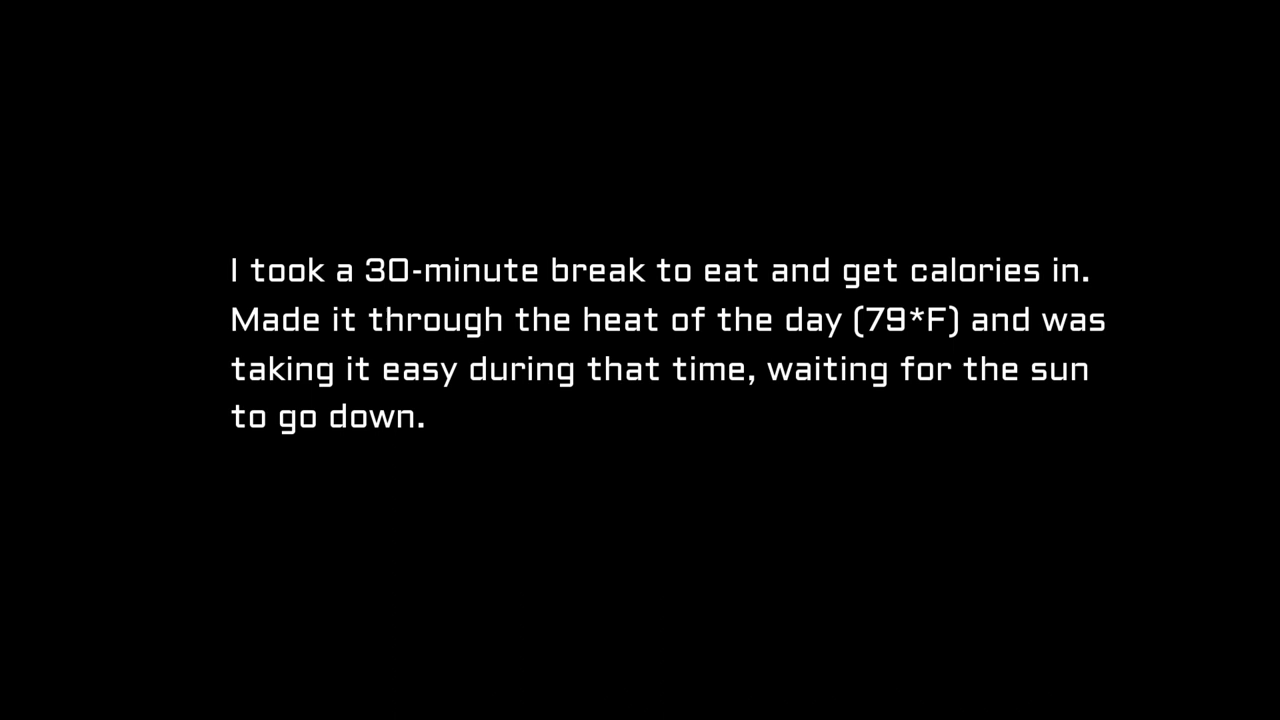 I took a 30-minute break to eat and get calories in.
Made it through the heat of the day (79*F) and was
taking it easy during that time, waiting for the sun
to go down.